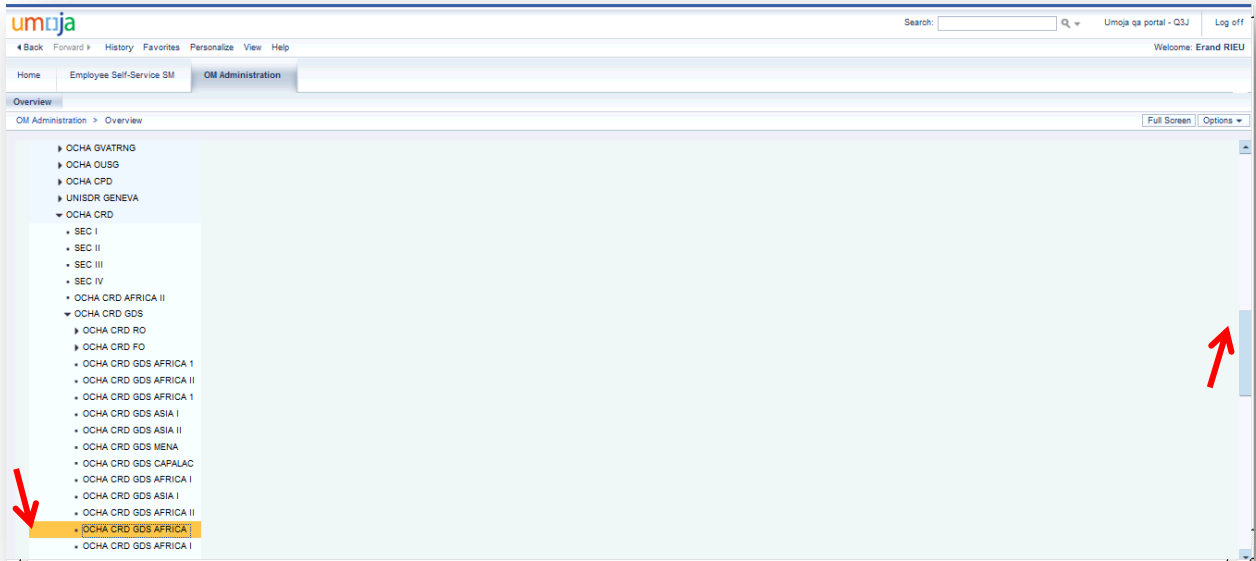 umoja
Search: Umoja qa portal - Q3J Log off
Back Forward History Favorites Personalize View Help Welcome: Erand RIEU
Home Employee Self-Service SM OM Administration
Overview
OM Administration > Overview Full Screen Options
OCHA GVATRNG
OCHA OUSG
OCHA CPD
UNISDR GENEVA
OCHA CRD
SEC I
SEC II
SEC III
SEC IV
OCHA CRD AFRICA II
OCHA CRD GDS
OCHA CRD RO
OCHA CRD FO
OCHA CRD GDS AFRICA 1
OCHA CRD GDS AFRICA II
OCHA CRD GDS AFRICA 1
OCHA CRD GDS ASIA I
OCHA CRD GDS ASIA II
OCHA CRD GDS MENA
OCHA CRD GDS CAPALAC
OCHA CRD GDS AFRICA I
OCHA CRD GDS ASIA I
OCHA CRD GDS AFRICA II
OCHA CRD GDS AFRICA I
OCHA CRD GDS AFRICA I